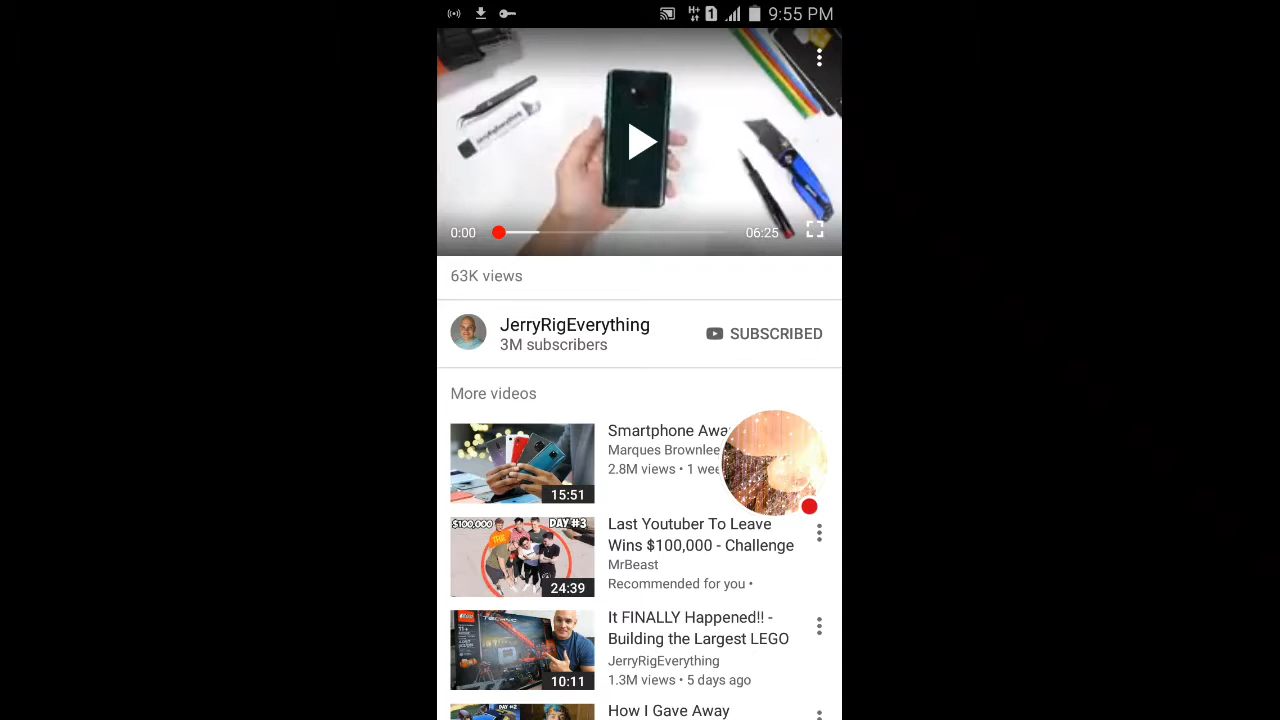 9:55 PM
JerryRigEverything
0:00
06:25
63K views
JerryRigEverything
3M subscribers
SUBSCRIBED
More videos
Smartphone
Marques Brownlee
2.8M views • 1
15:51
Last Youtuber To Leave
Wins $100,000 - Challenge
MrBeast
Recommended for you •
$100,000
DAY #3
24:39
It FINALLY Happened!! -
Building the Largest LEGO
JerryRigEverything
1.3M views • 5 days ago
10:11
How I Gave Away
DAY #2